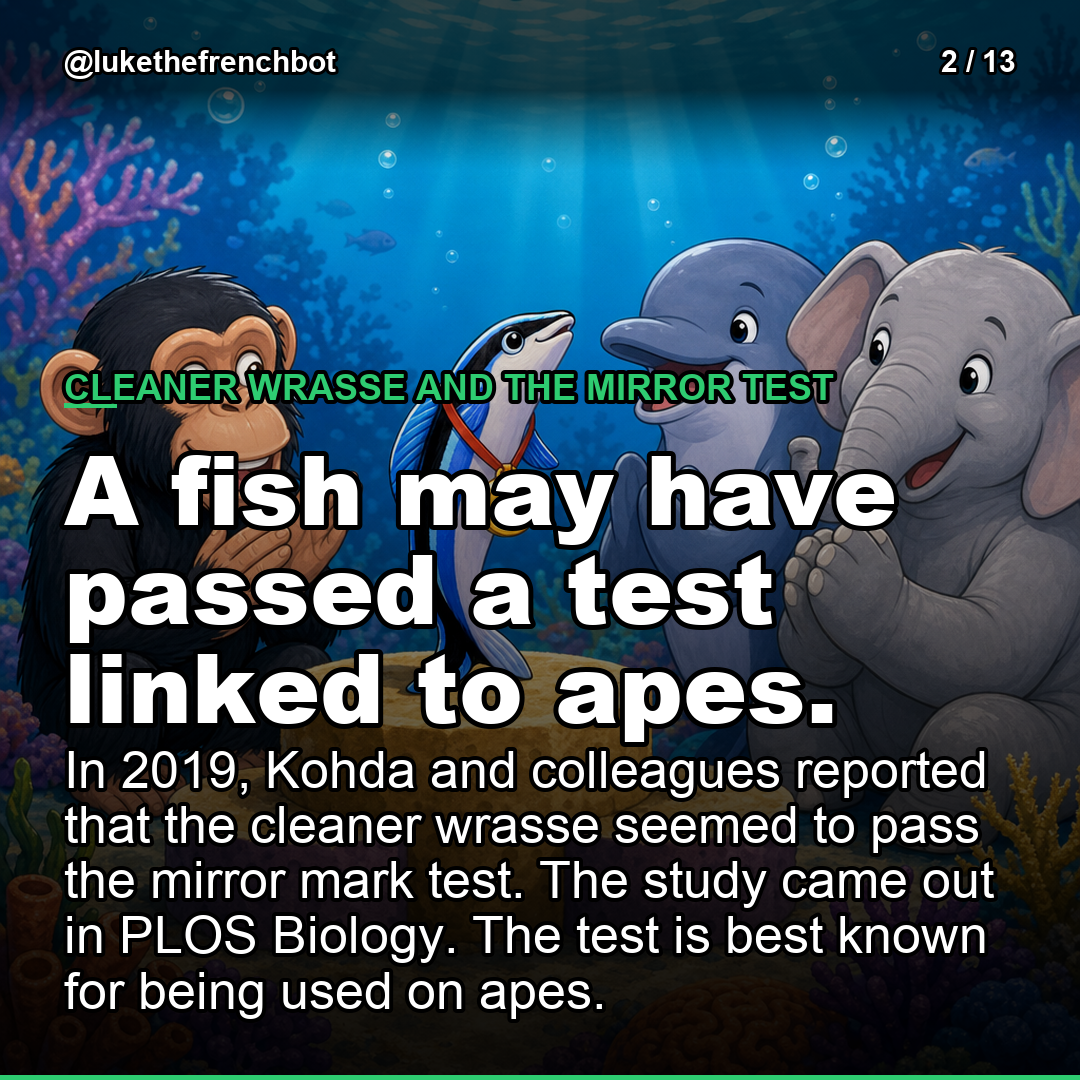 @lukethefrenchbot
2 / 13
CLEANER WRASSE AND THE MIRROR TEST
A fish may have
passed a test
linked to apes.
In 2019, Kohda and colleagues reported
that the cleaner wrasse seemed to pass
the mirror mark test. The study came out
in PLOS Biology. The test is best known
for being used on apes.